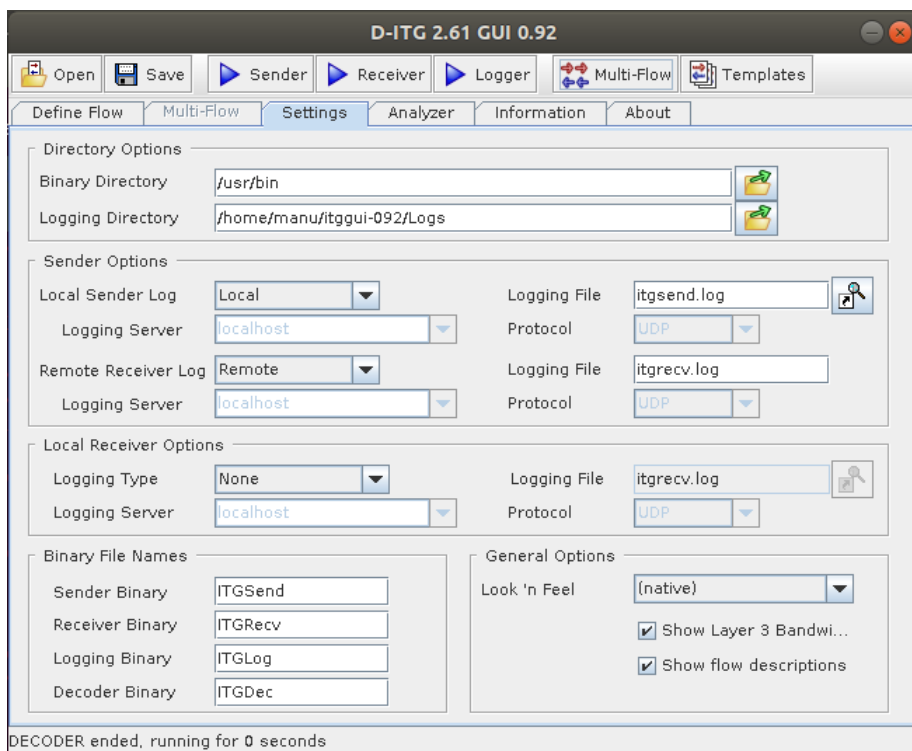 D-ITG 2.61 GUI 0.92
Open Save Sender Receiver Logger Multi-Flow Templates
Define Flow Multi-Flow Settings Analyzer Information About
Directory Options
Binary Directory /usr/bin
Logging Directory /home/manu/itggui-092/Logs
Sender Options
Local Sender Log Local Logging File itgsend.log
Logging Server localhost Protocol UDP
Remote Receiver Log Remote Logging File itgrecv.log
Logging Server localhost Protocol UDP
Local Receiver Options
Logging Type None Logging File itgrecv.log
Logging Server localhost Protocol UDP
Binary File Names
Sender Binary ITGSend
Receiver Binary ITGRecv
Logging Binary ITGLog
Decoder Binary ITGDec
General Options
Look 'n Feel (native)
Show Layer 3 Bandwi...
Show flow descriptions
DECODER ended, running for 0 seconds